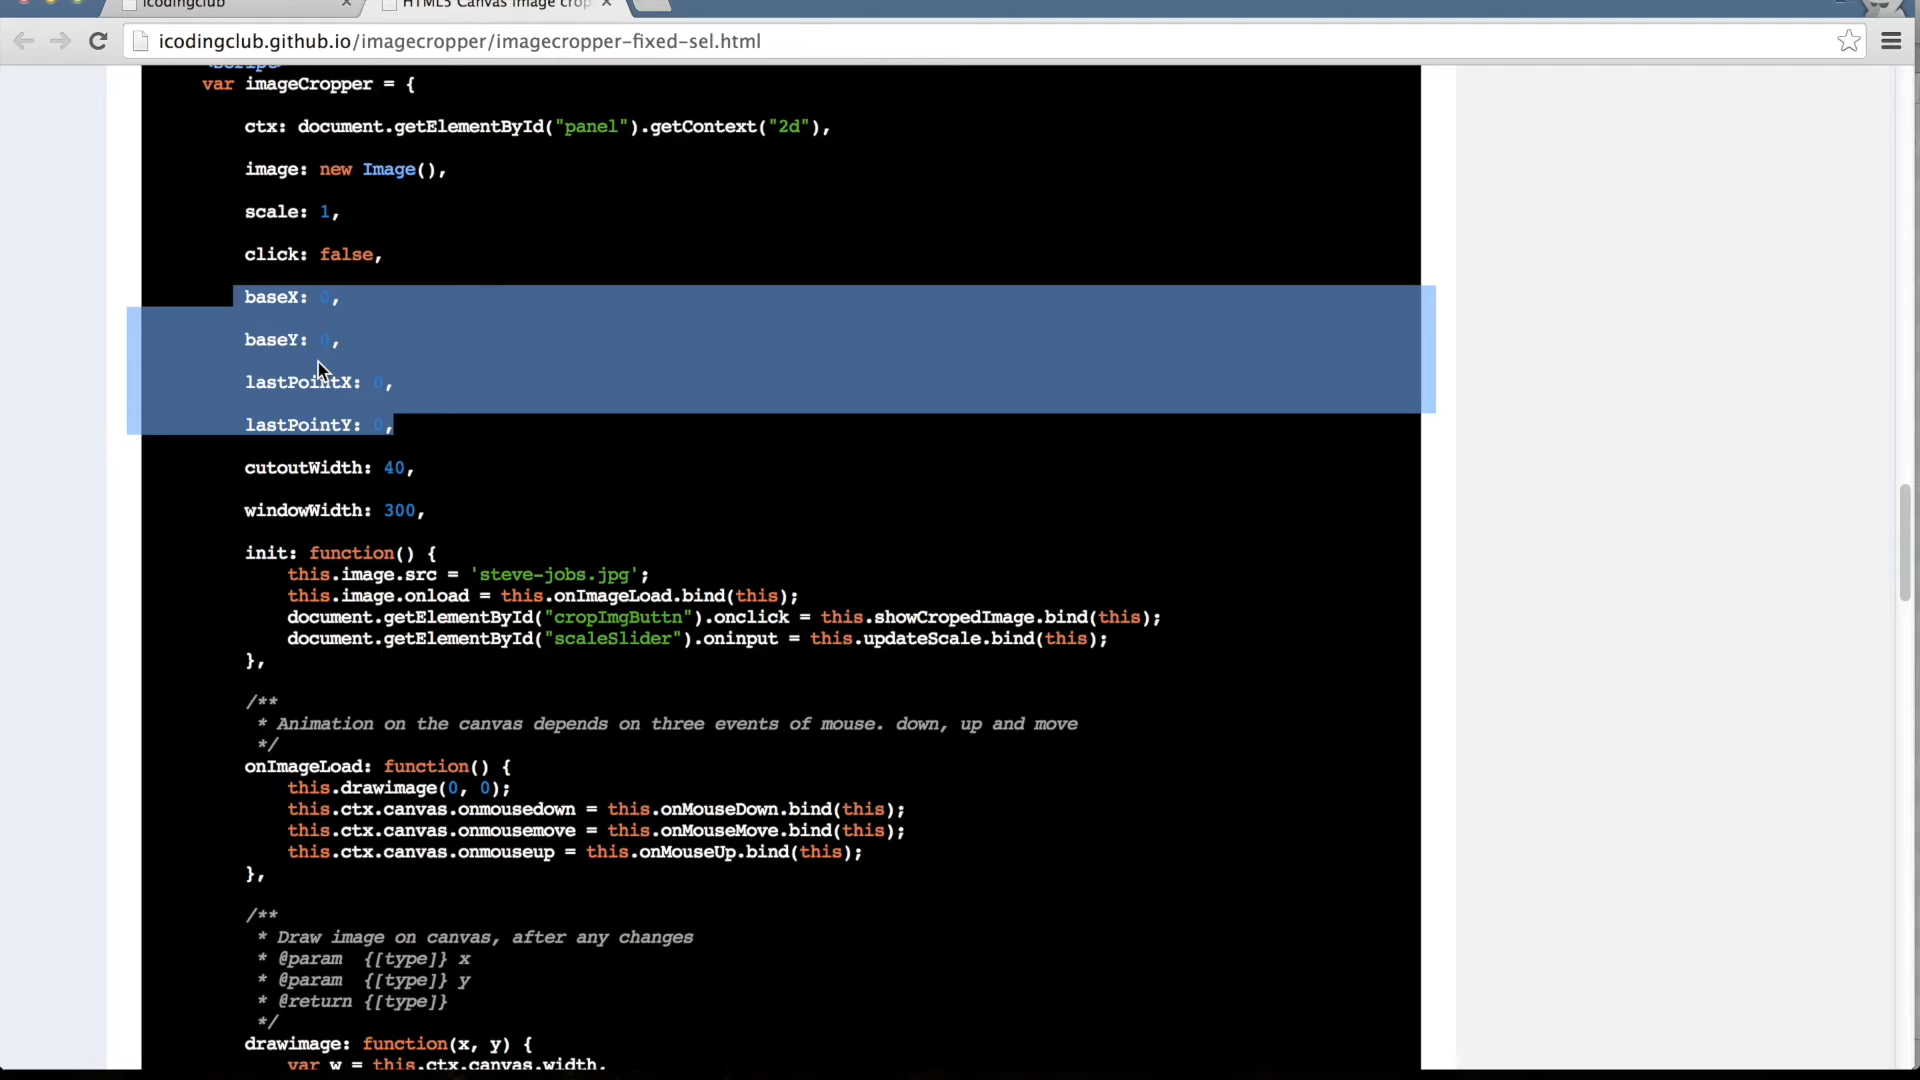 icodingclub
HTML5 Canvas image crop
icodingclub.github.io/imagecropper/imagecropper-fixed-sel.html
<script>
var imageCropper = {
ctx: document.getElementById("panel").getContext("2d"),
image: new Image(),
scale: 1,
click: false,
baseX: 0,
baseY: 0,
lastPointX: 0,
lastPointY: 0,
cutoutWidth: 40,
windowWidth: 300,
init: function() {
this.image.src = 'steve-jobs.jpg';
this.image.onload = this.onImageLoad.bind(this);
document.getElementById("cropImgButtn").onclick = this.showCropedImage.bind(this);
document.getElementById("scaleSlider").oninput = this.updateScale.bind(this);
},
/**
* Animation on the canvas depends on three events of mouse. down, up and move
*/
onImageLoad: function() {
this.drawimage(0, 0);
this.ctx.canvas.onmousedown = this.onMouseDown.bind(this);
this.ctx.canvas.onmousemove = this.onMouseMove.bind(this);
this.ctx.canvas.onmouseup = this.onMouseUp.bind(this);
},
/**
* Draw image on canvas, after any changes
* @param {[type]} x
* @param {[type]} y
* @return {[type]}
*/
drawimage: function(x, y) {
var w = this.ctx.canvas.width,